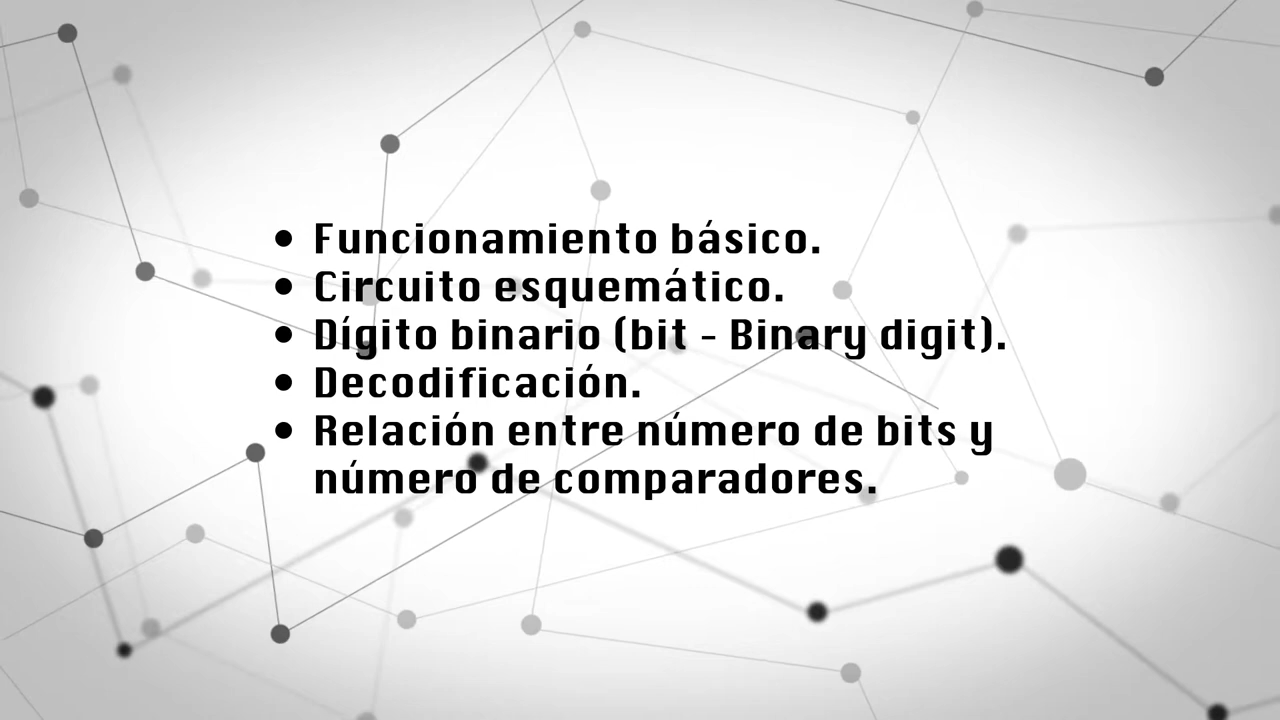 • Funcionamiento básico.
• Circuito esquemático.
• Dígito binario (bit - Binary digit).
• Decodificación.
• Relación entre número de bits y
número de comparadores.